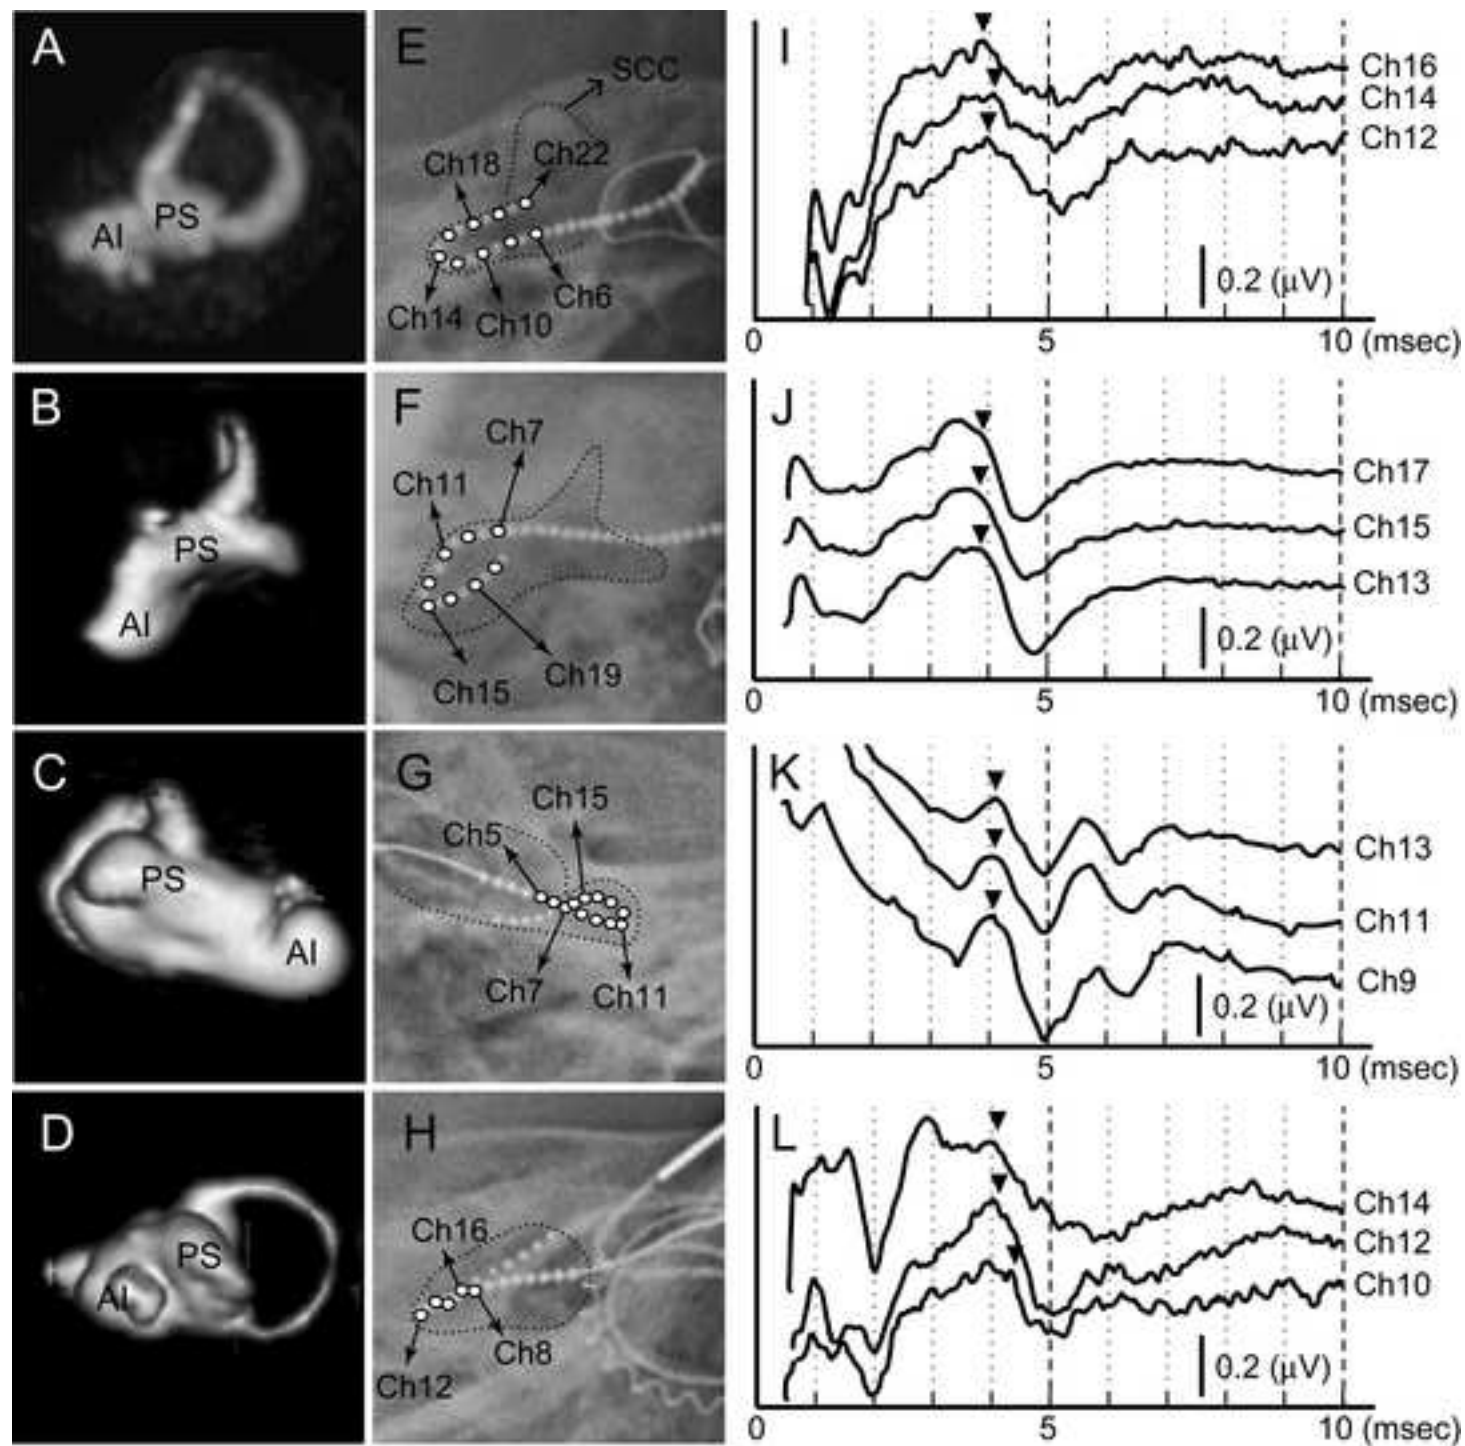 A
PS
AI
E
SCC
Ch18
Ch22
Ch14
Ch10
Ch6
I
Ch16
Ch14
Ch12
0.2 (μV)
0
5
10 (msec)
B
PS
AI
F
Ch7
Ch11
Ch15
Ch19
J
Ch17
Ch15
Ch13
0.2 (μV)
0
5
10 (msec)
C
PS
AI
G
Ch15
Ch5
Ch7
Ch11
K
Ch13
Ch11
Ch9
0.2 (μV)
0
5
10 (msec)
D
PS
AI
H
Ch16
Ch8
Ch12
L
Ch14
Ch12
Ch10
0.2 (μV)
0
5
10 (msec)